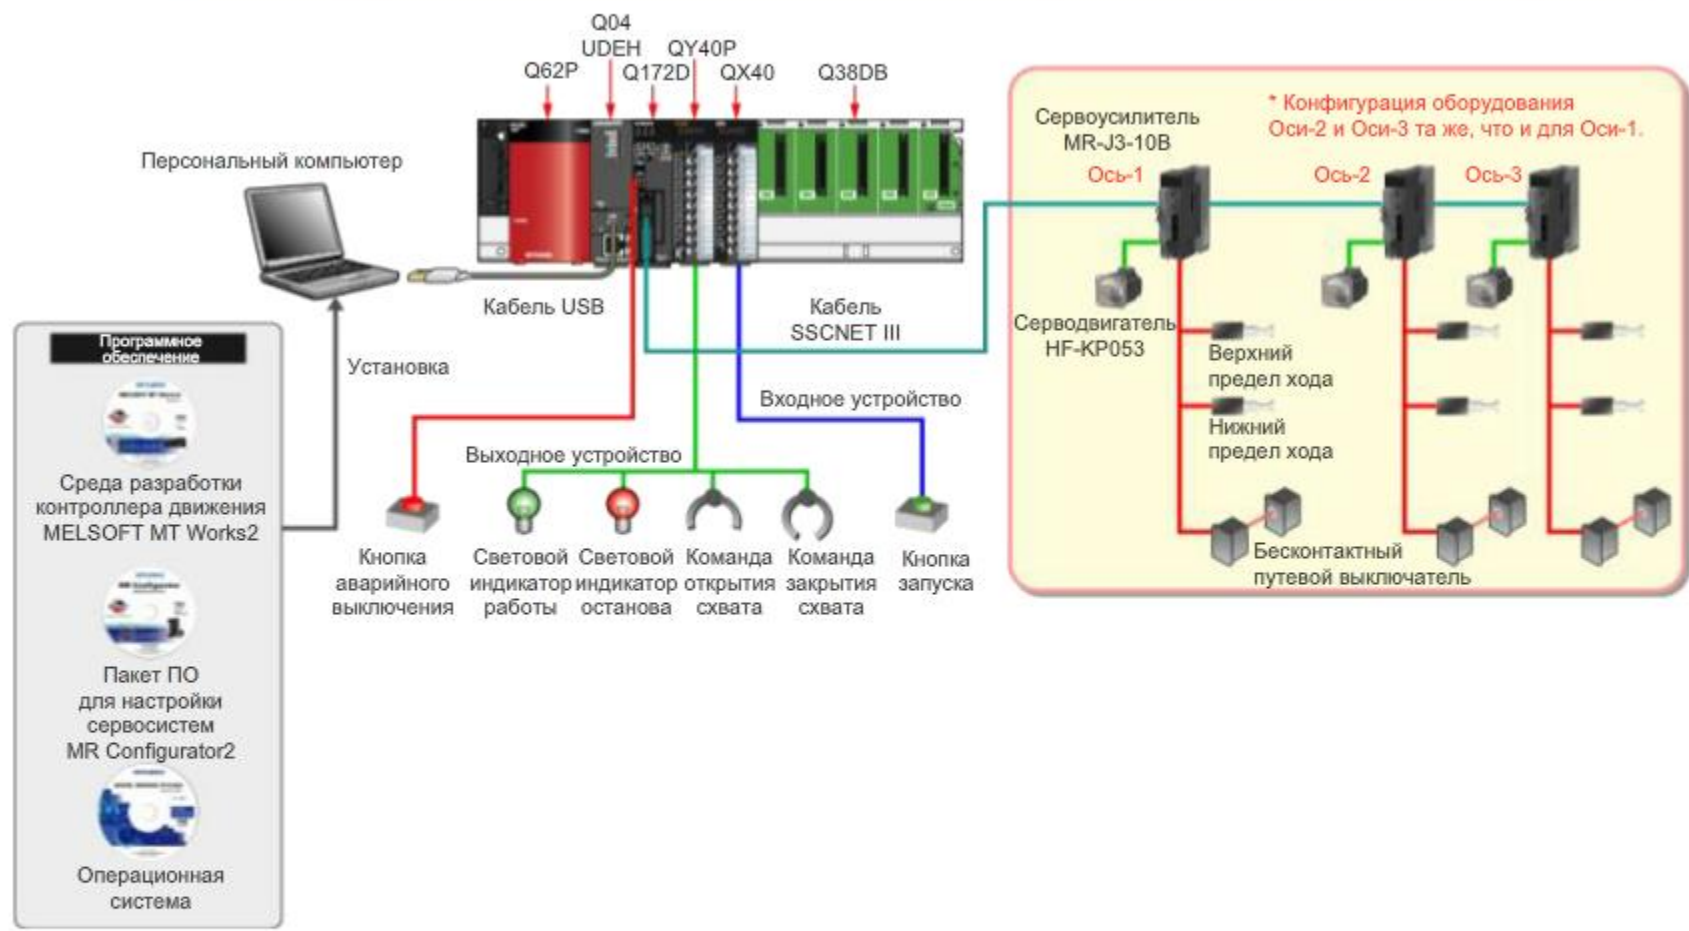 Q04
UDEH
QY40P
Q62P
Q172D
QX40
Q38DB
Персональный компьютер
Кабель USB
Кабель
SSCNET III
Установка
Программное
обеспечение
Среда разработки
контроллера движения
MELSOFT MT Works2
Пакет ПО
для настройки
сервосистем
MR Configurator2
Операционная
система
Входное устройство
Выходное устройство
Кнопка
аварийного
выключения
Световой
индикатор
работы
Световой
индикатор
останова
Команда
открытия
схвата
Команда
закрытия
схвата
Кнопка
запуска
Сервоусилитель
MR-J3-10B
* Конфигурация оборудования
Оси-2 и Оси-3 та же, что и для Оси-1.
Ось-1
Ось-2
Ось-3
Серводвигатель
HF-KP053
Верхний
предел хода
Нижний
предел хода
Бесконтактный
путевой выключатель